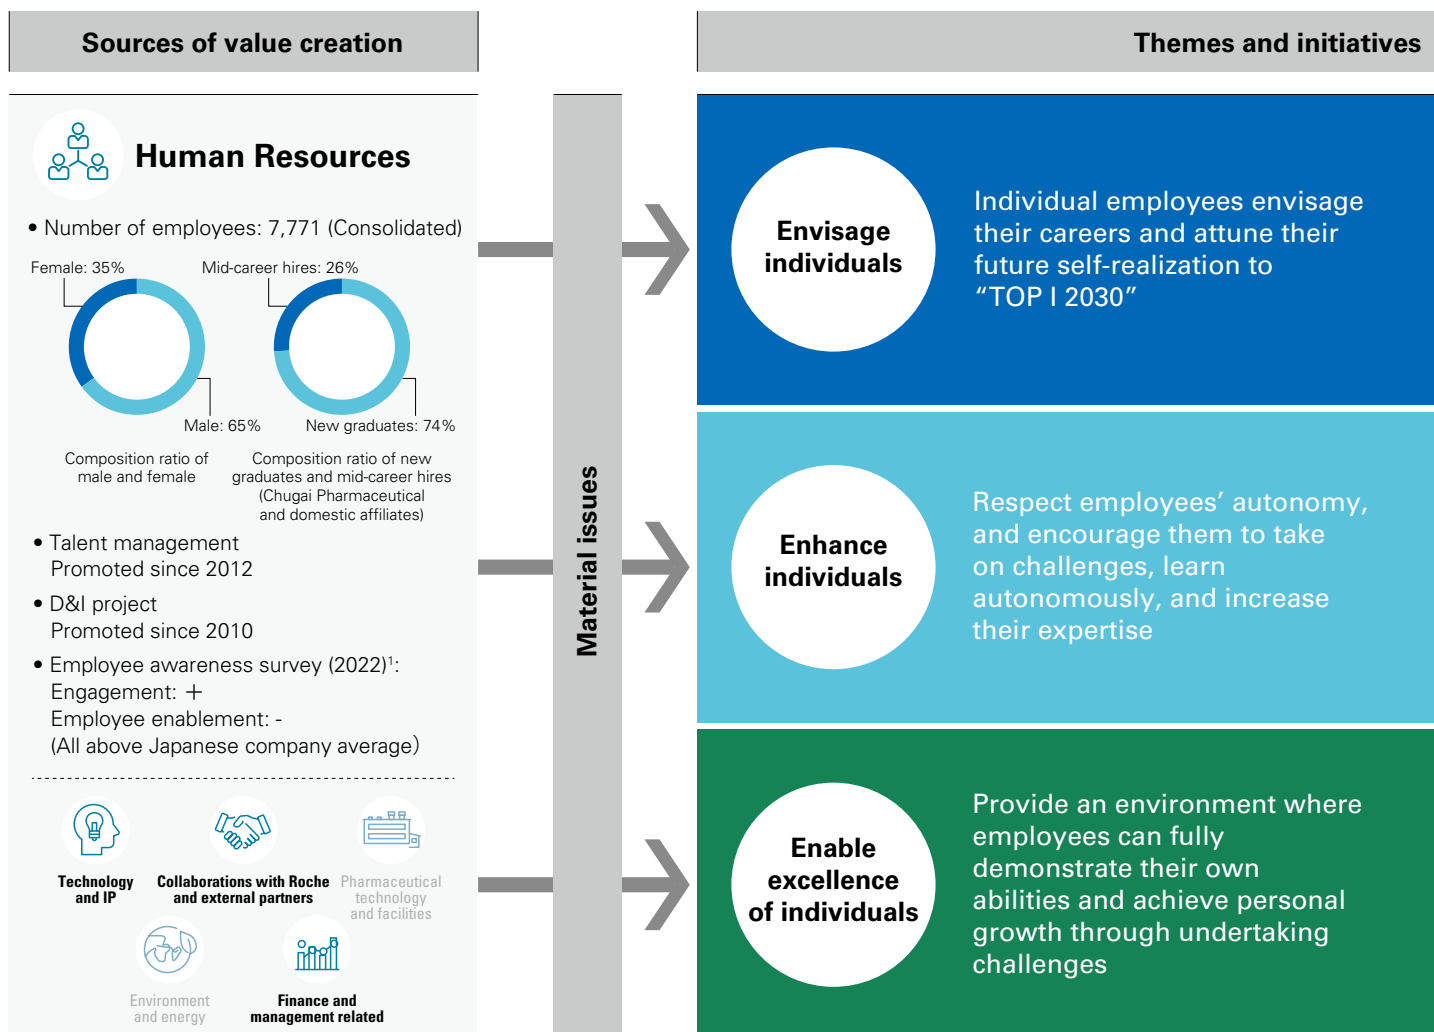 Sources of value creation
Human Resources
• Number of employees: 7,771 (Consolidated)
Female: 35%
Mid-career hires: 26%
Male: 65%
New graduates: 74%
Composition ratio of
male and female
Composition ratio of new
graduates and mid-career hires
(Chugai Pharmaceutical
and domestic affiliates)
• Talent management
Promoted since 2012
• D&I project
Promoted since 2010
• Employee awareness survey (2022)¹:
Engagement: +
Employee enablement: -
(All above Japanese company average)
Technology
and IP
Collaborations with Roche
and external partners
Pharmaceutical
technology
and facilities
Environment
and energy
Finance and
management related
Material issues
Themes and initiatives
Envisage
individuals
Individual employees envisage
their careers and attune their
future self-realization to
“TOP I 2030”
Enhance
individuals
Respect employees’ autonomy,
and encourage them to take
on challenges, learn
autonomously, and increase
their expertise
Enable
excellence
of individuals
Provide an environment where
employees can fully
demonstrate their own
abilities and achieve personal
growth through undertaking
challenges